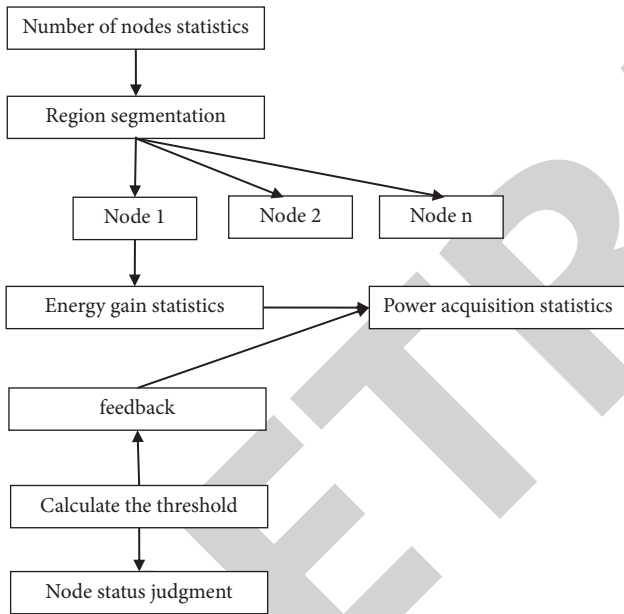 Number of nodes statistics
Region segmentation
Node 1
Node 2
Node n
Energy gain statistics
Power acquisition statistics
feedback
Calculate the threshold
Node status judgment